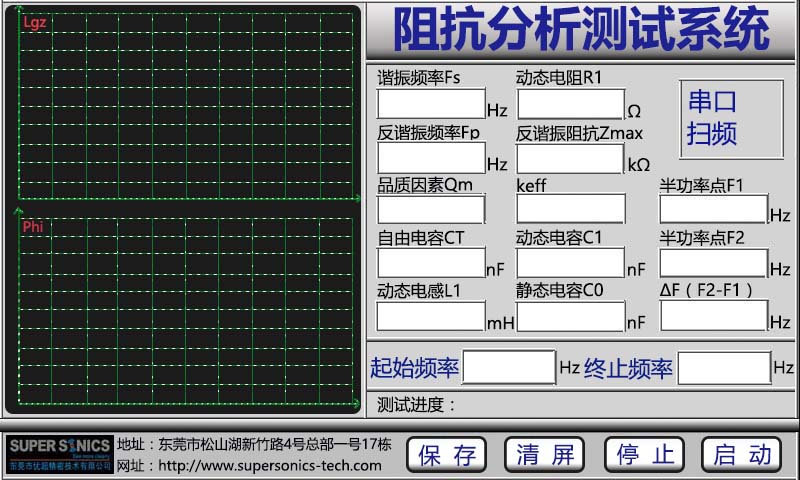 Lgz
Phi
阻抗分析测试系统
谐振频率Fs
Hz
动态电阻R1
Ω
串口
扫频
反谐振频率Fp
Hz
反谐振阻抗Zmax
kΩ
品质因素Qm
keff
半功率点F1
Hz
自由电容CT
nF
动态电容C1
nF
半功率点F2
Hz
动态电感L1
mH
静态电容C0
nF
ΔF（F2-F1）
Hz
起始频率
Hz
终止频率
Hz
测试进度：
SUPER SONICS
东莞市优超精密技术有限公司
地址：东莞市松山湖新竹路4号总部一号17栋
网址：http://www.supersonics-tech.com
保 存
清 屏
停 止
启 动